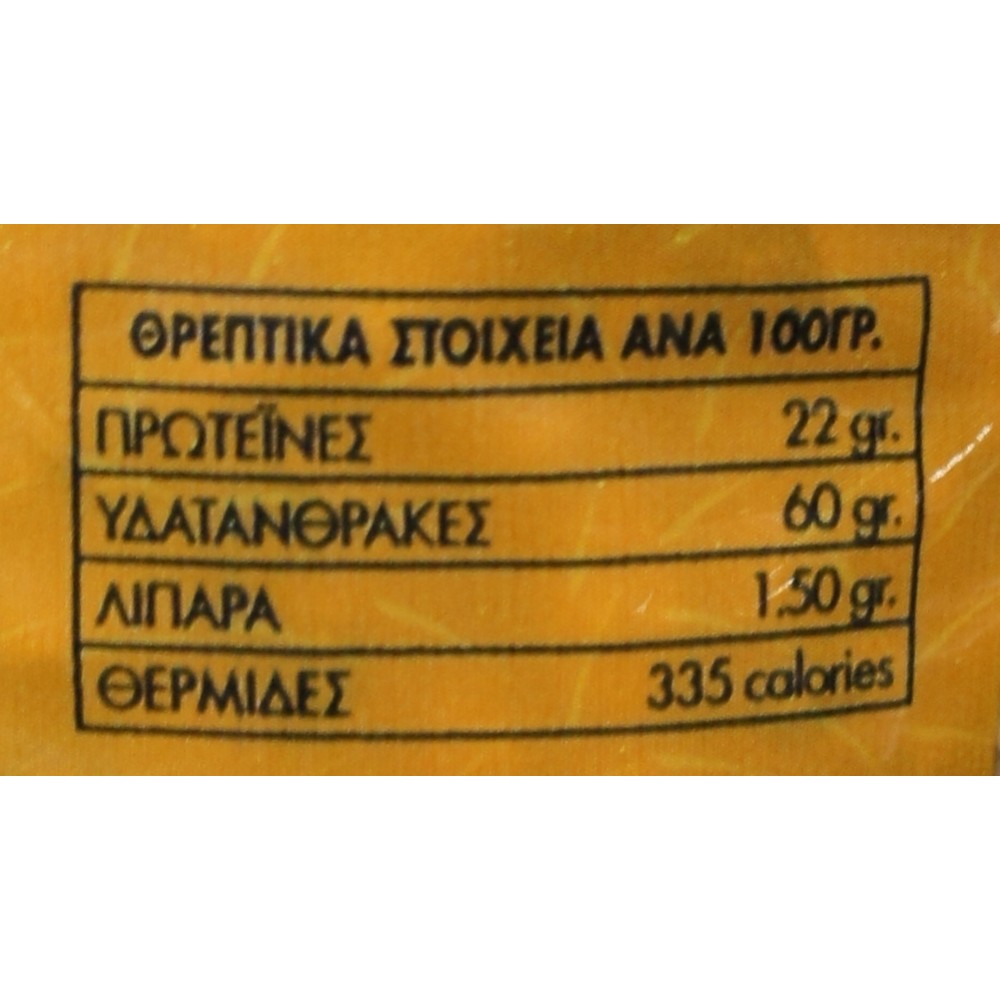 ΘΡΕΠΤΙΚΑ ΣΤΟΙΧΕΙΑ ΑΝΑ 100ΓΡ.
ΠΡΩΤΕΪΝΕΣ 22 gr.
ΥΔΑΤΑΝΘΡΑΚΕΣ 60 gr.
ΛΙΠΑΡΑ 1.50 gr.
ΘΕΡΜΙΔΕΣ 335 calories